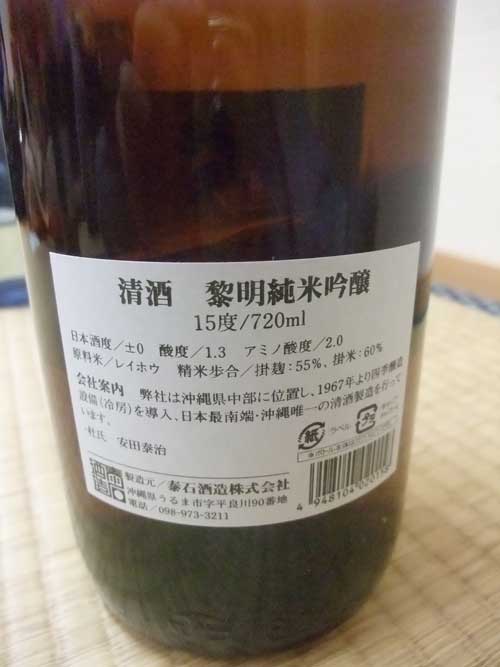 清酒　黎明純米吟醸
15度/720ml
日本酒度/±0　酸度/1.3　アミノ酸度/2.0
原料米/レイホウ　精米歩合/掛麹:55%、掛米:60%
会社案内　弊社は沖縄県中部に位置し、1967年より四季醸造
設備(冷房)を導入、日本最南端・沖縄唯一の清酒製造を行って
います。
杜氏　安田泰治
紙 ラベル
製造元/泰石酒造株式会社
沖縄県うるま市字平良川90番地
電話/098-973-3211